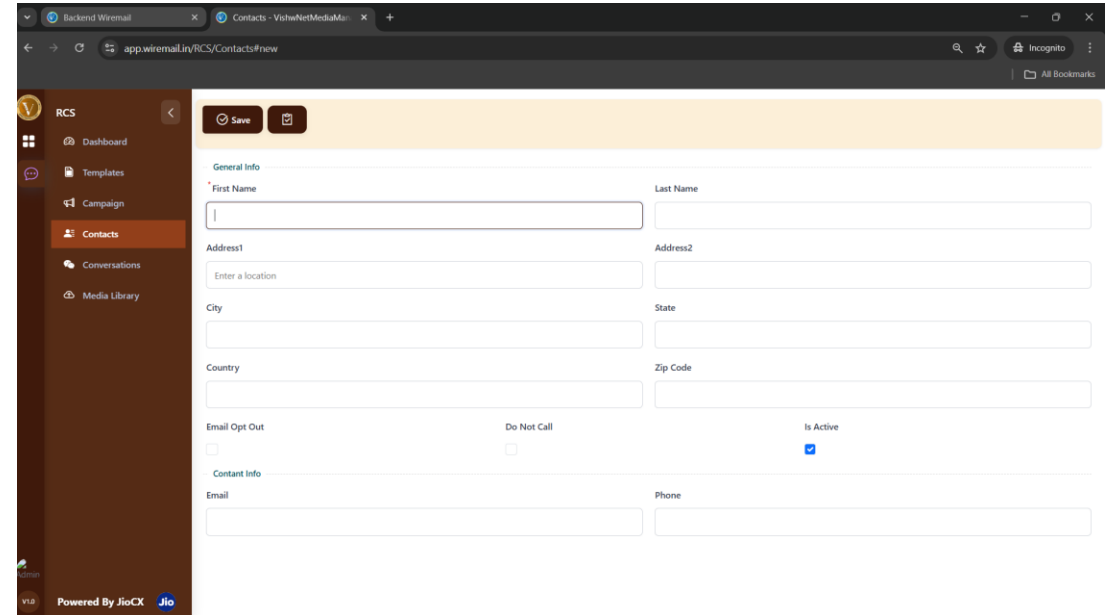 Backend Wiremail
Contacts - VishwNetMediaMan
app.wiremail.in/RCS/Contacts#new
Incognito
All Bookmarks
V
RCS
Save
Dashboard
Templates
Campaign
Contacts
Conversations
Media Library
General Info
* First Name
Last Name
Address1
Address2
Enter a location
City
State
Country
Zip Code
Email Opt Out
Do Not Call
Is Active
Contant Info
Email
Phone
Admin
V1.0
Powered By JioCX
Jio